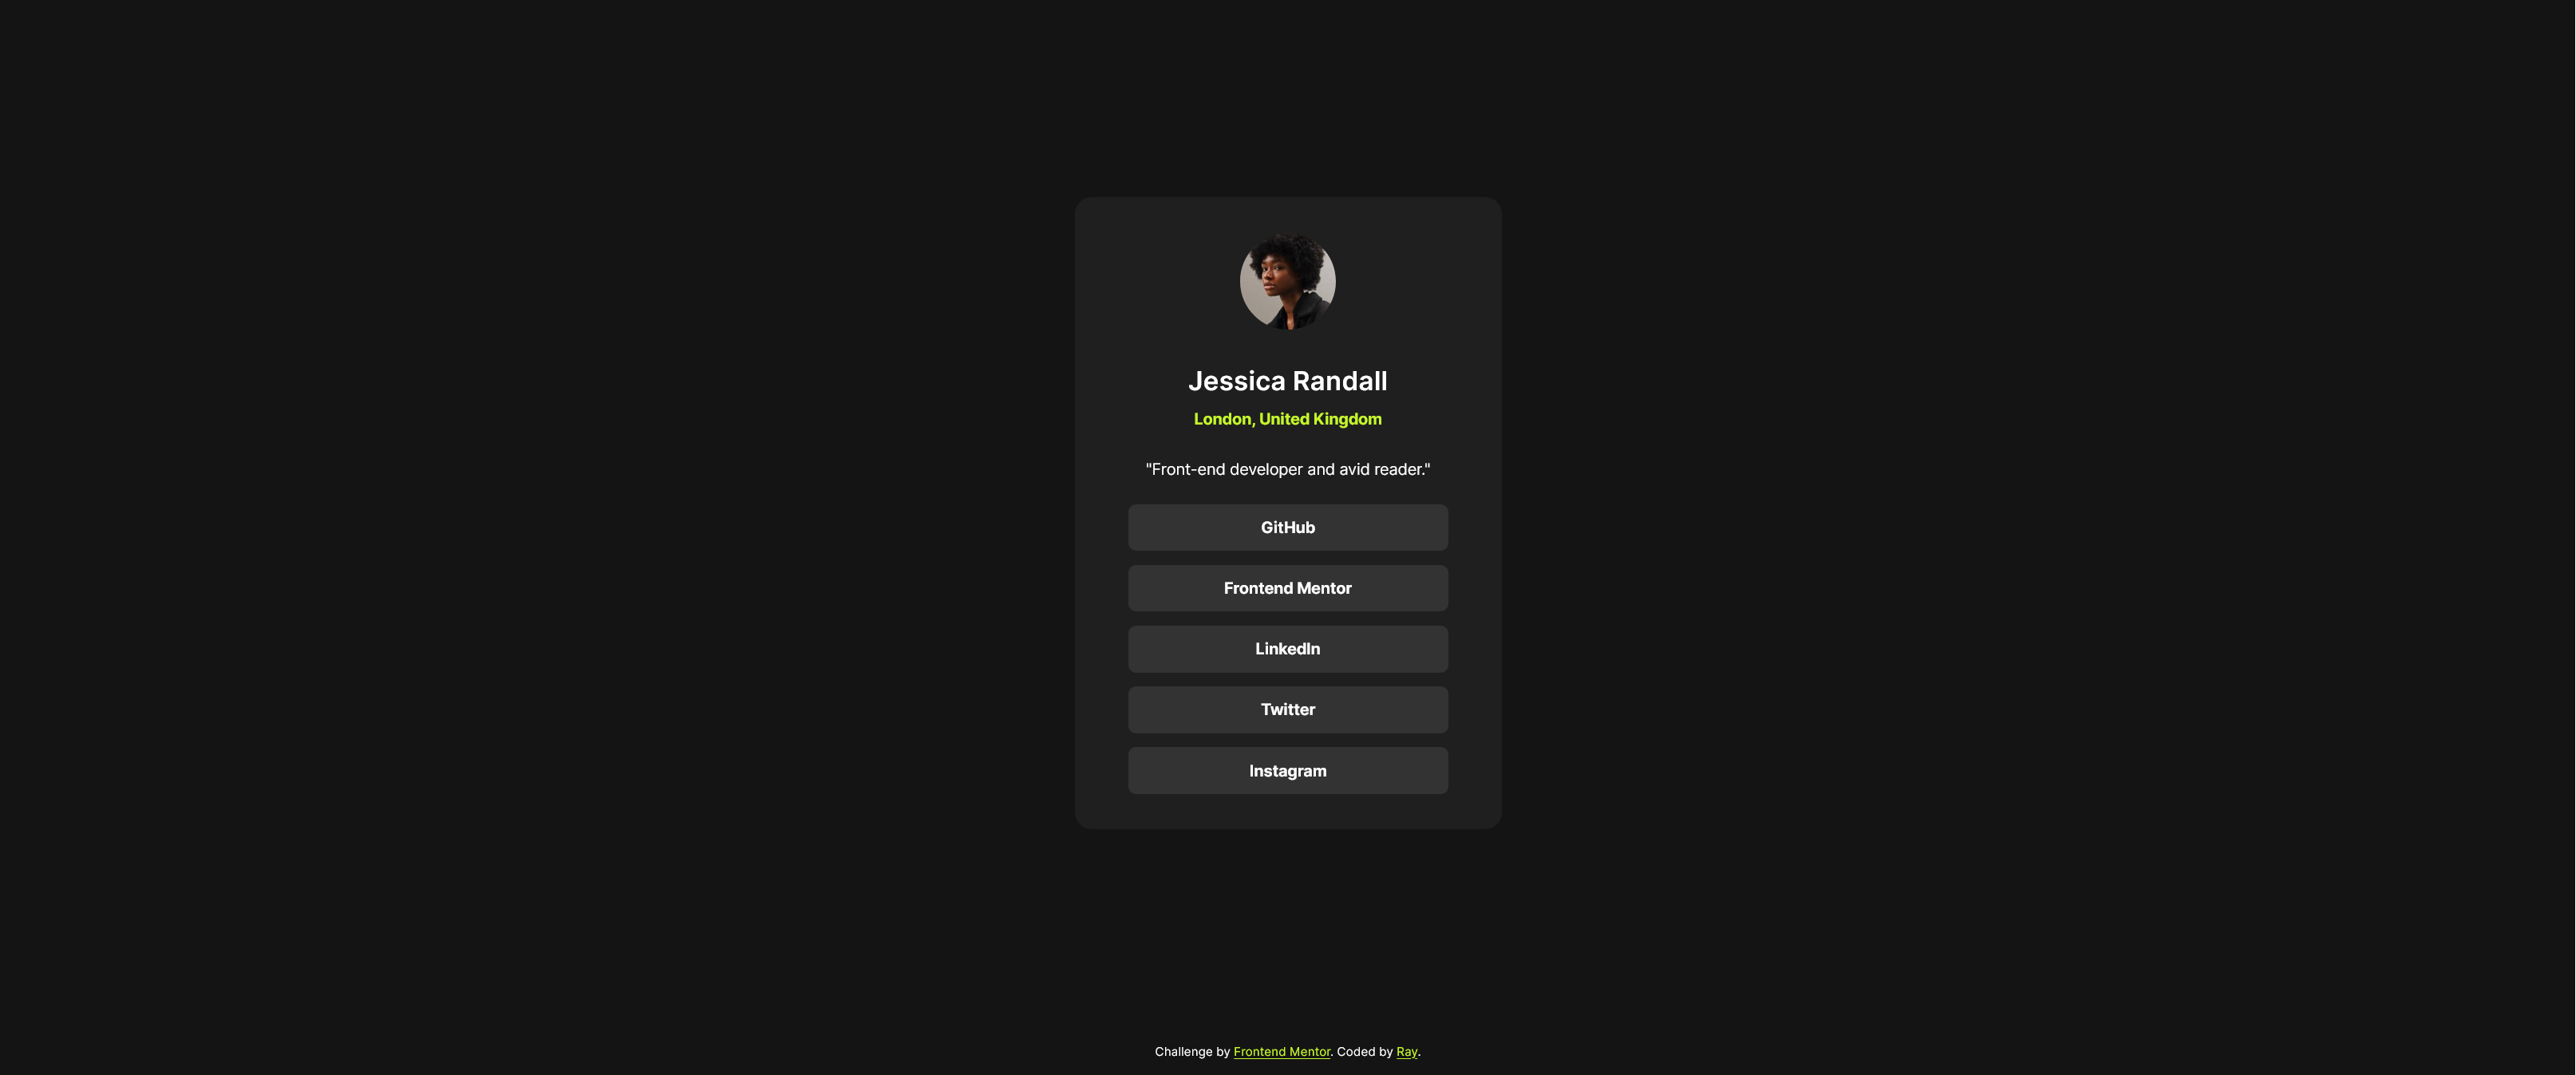 Jessica Randall
London, United Kingdom
"Front-end developer and avid reader."
GitHub
Frontend Mentor
LinkedIn
Twitter
Instagram
Challenge by Frontend Mentor. Coded by Ray.